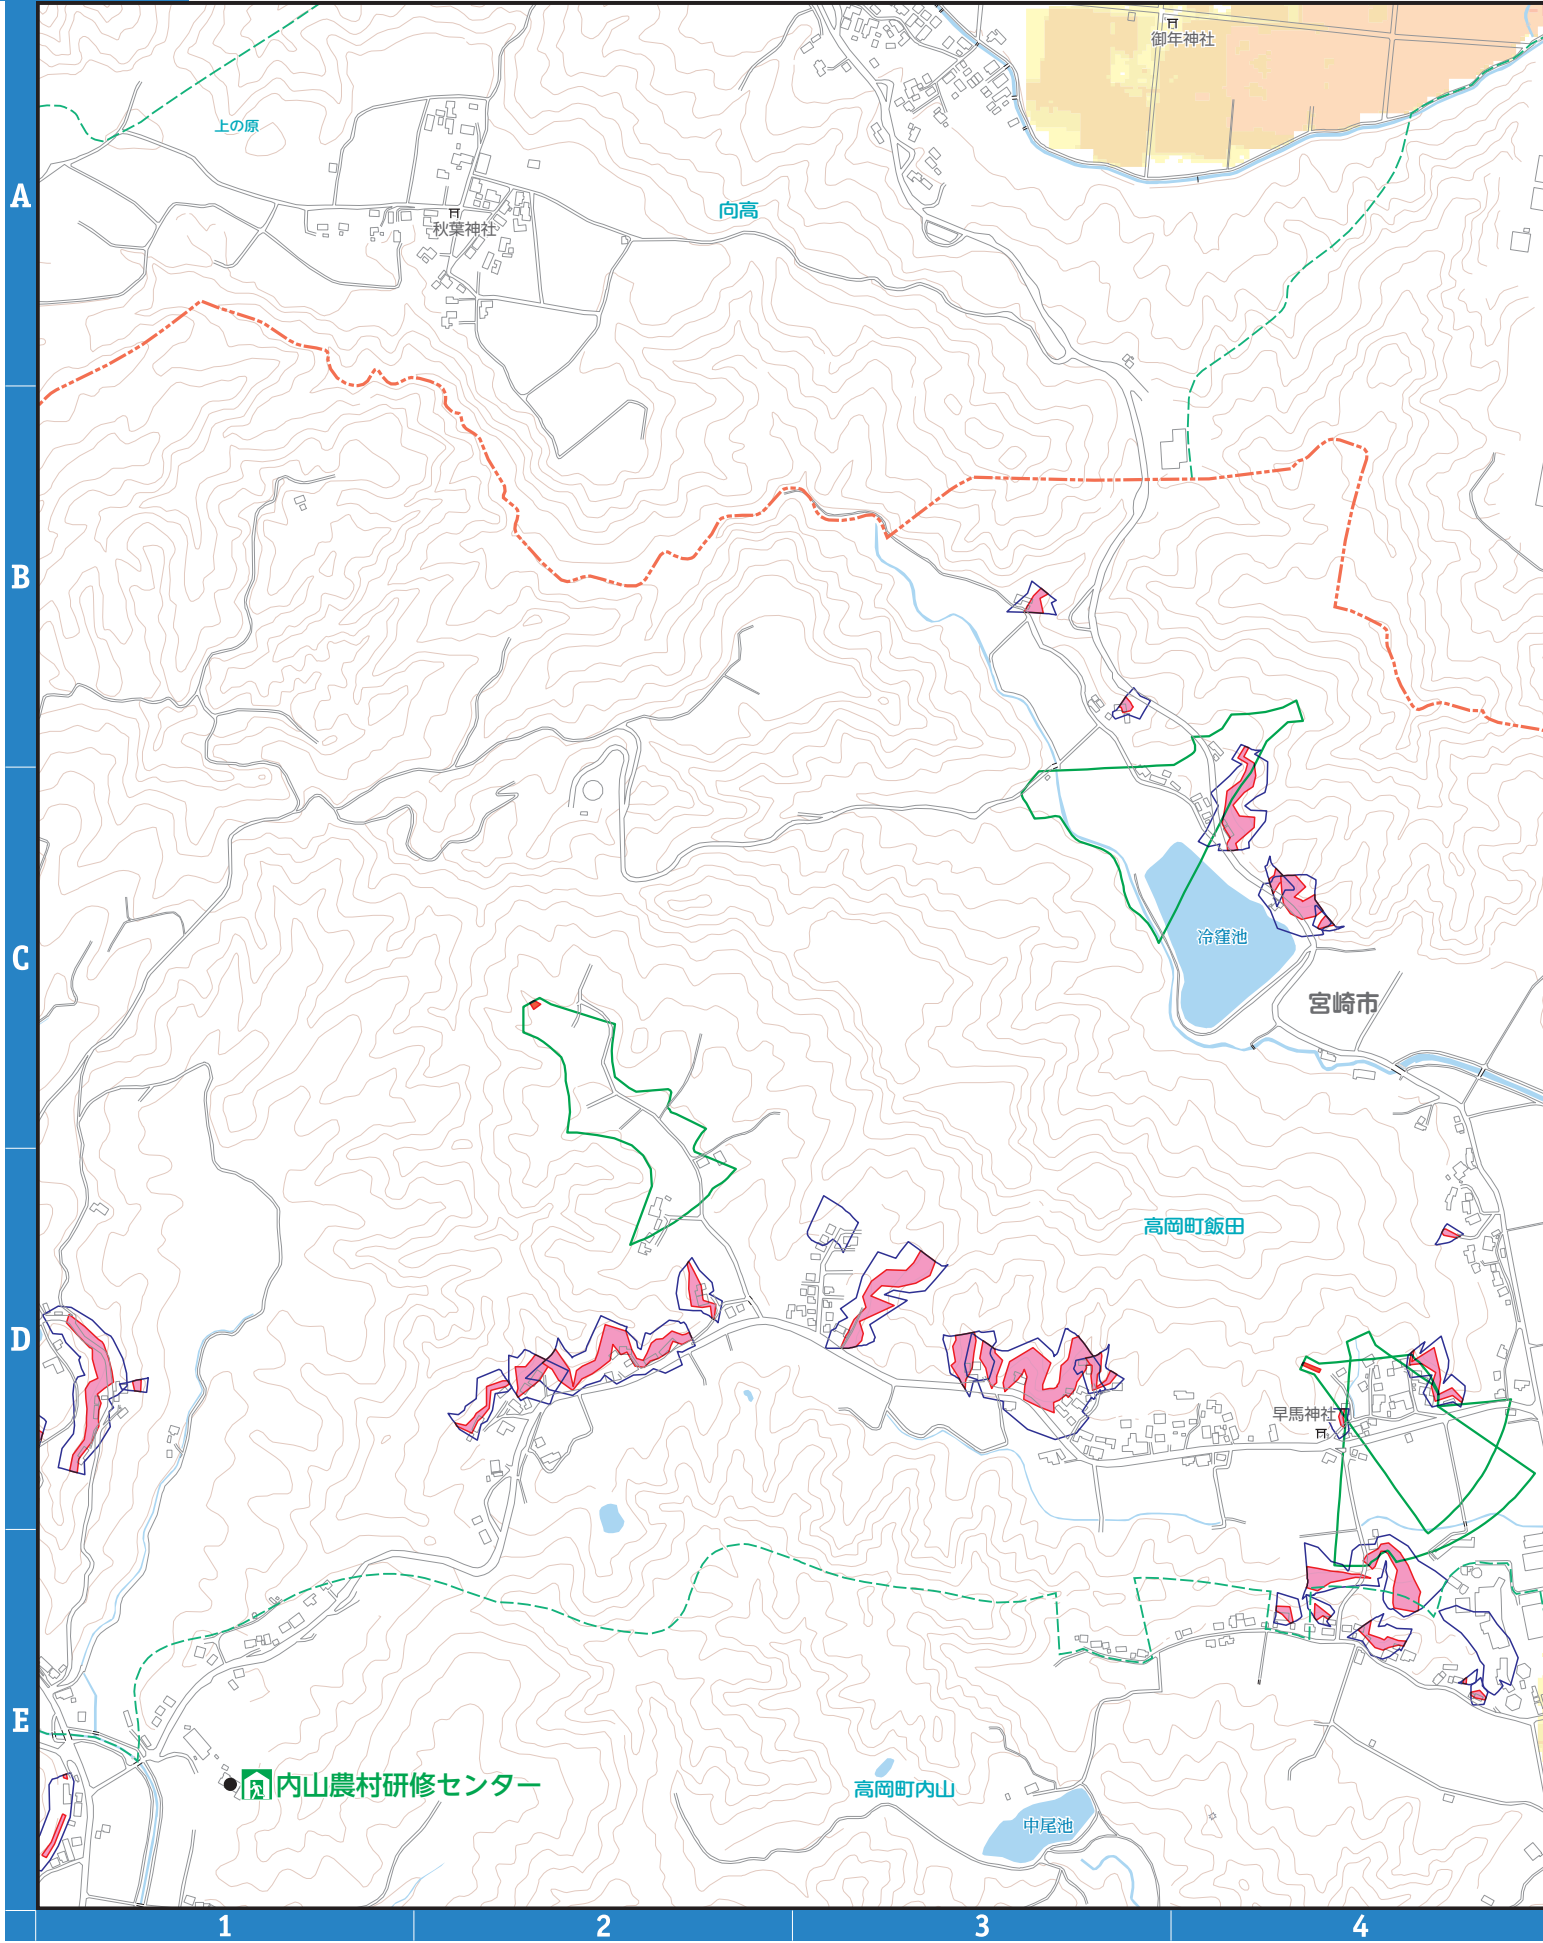 御年神社
上の原
A
向高
秋葉神社
B
冷窪池
C
宮崎市
高岡町飯田
D
早馬神社
E
内山農村研修センター
高岡町内山
中尾池
1
2
3
4